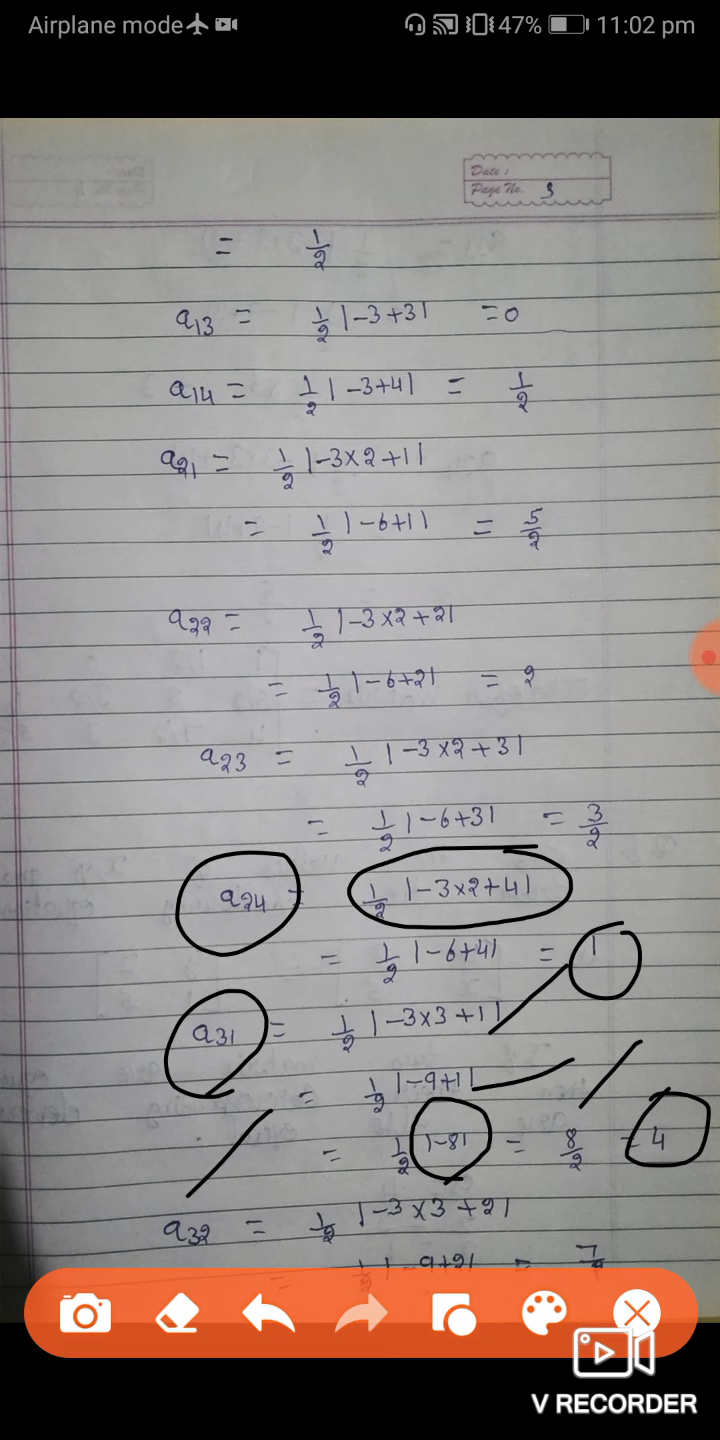 Airplane mode 47% 11:02 pm
Date :
Page No. 3
= 1/2
a13 = 1/2 |-3+3| = 0
a14 = 1/2 |-3+4| = 1/2
a21 = 1/2 |-3×2+1|
= 1/2 |-6+1| = 5/2
a22 = 1/2 |-3×2+2|
= 1/2 |-6+2| = 2
a23 = 1/2 |-3×2+3|
= 1/2 |-6+3| = 3/2
a24 = 1/2 |-3×2+4|
= 1/2 |-6+4| = 1
a31 = 1/2 |-3×3+1|
= 1/2 |-9+1|
= 1/2 |-8| = 8/2 = 4
a32 = 1/2 |-3×3+2|
= |-9+2| =
V RECORDER